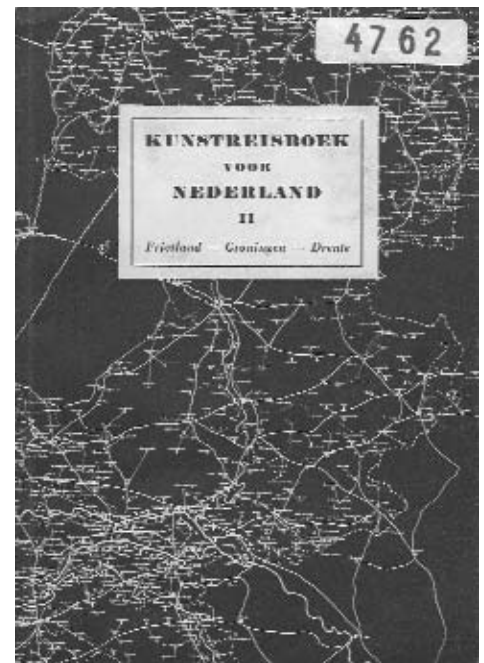 4762
KUNSTREISBOEK
VOOR
NEDERLAND
II
Friesland — Groningen — Drente